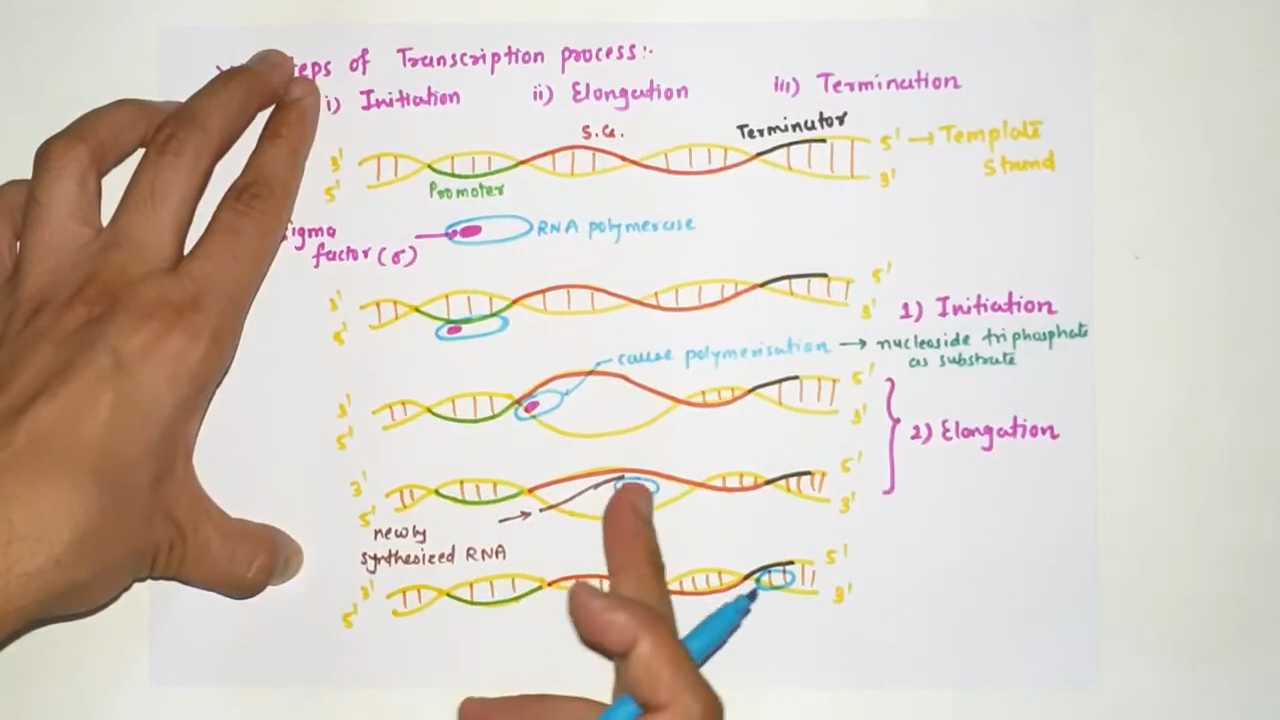 of Transcription process:-
i) Initiation ii) Elongation iii) Termination
S.G. Terminator
3' 5' → Template
5' 3' Strand
Promoter
RNA polymerase
factor (σ)
3' 5'
5' 3' 1) Initiation
cause polymerisation → nucleoside triphosphate
as substrate
3' 5'
5' 3' 2) Elongation
3' 5'
5' 3'
newly
synthesized RNA
3' 5'
5' 3'